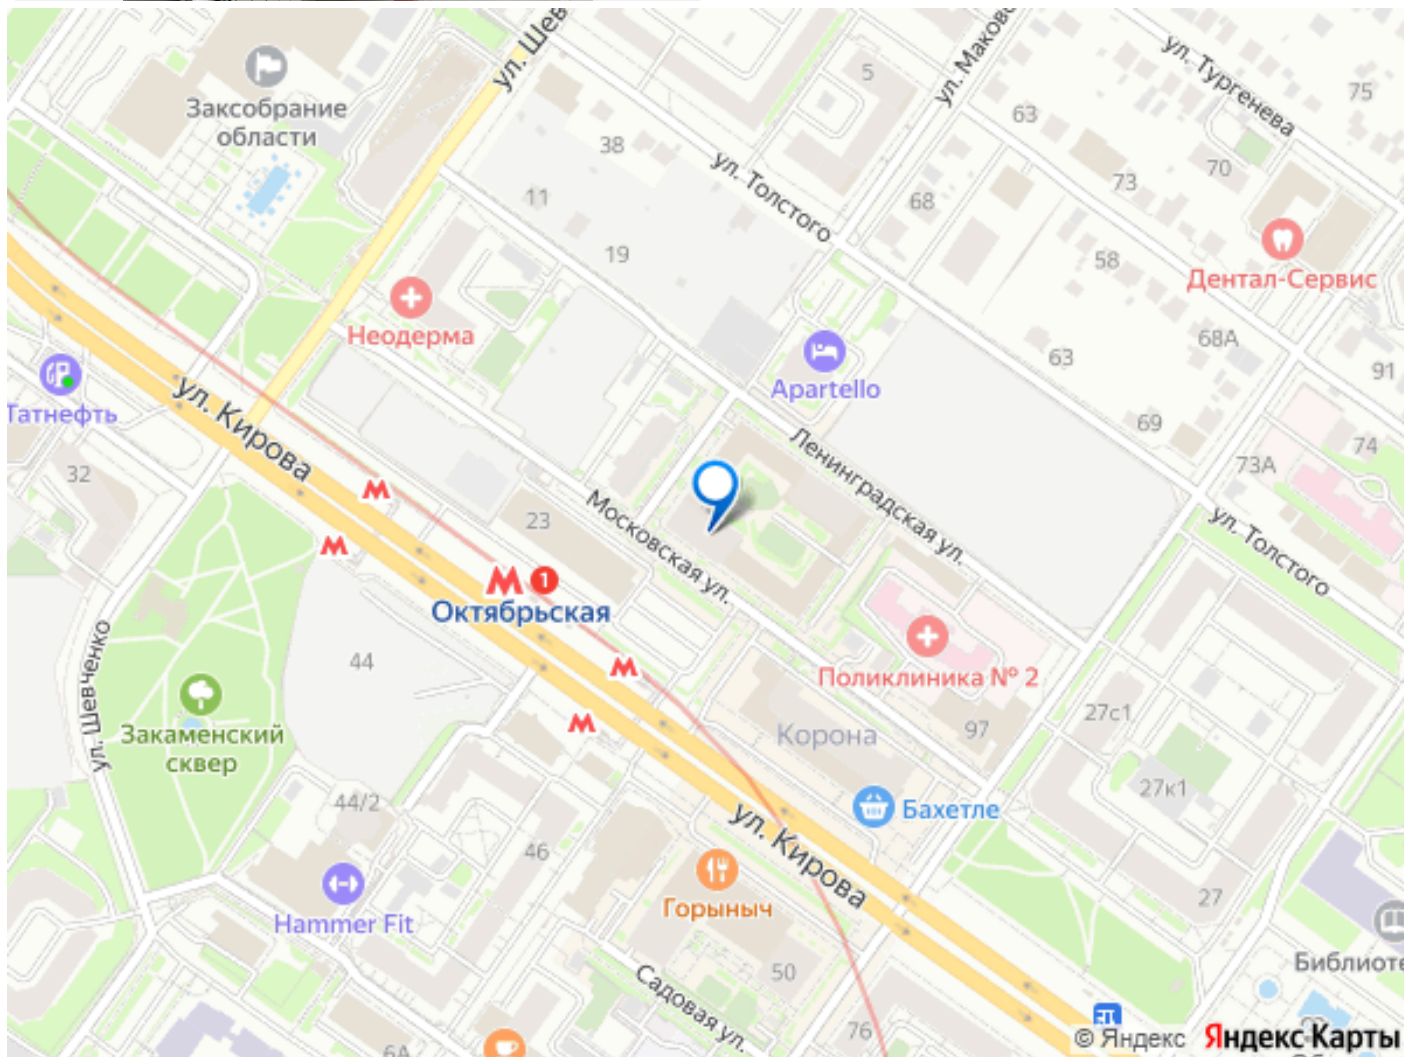 ул. Шев
ул. Маковс
ул. Тургенева
Заксобрание
области
5
75
63
38
ул. Толстого
70
73
11
68
19
58
Дентал-Сервис
Неодерма
68А
63
Apartello
91
Татнефть
ул. Кирова
69
74
73А
32
Ленинградская ул.
23
Московская ул.
ул. Толстого
1
Октябрьская
ул. Шевченко
44
Поликлиника № 2
27с1
97
Закаменский
сквер
Корона
27к1
44/2
Бахетле
ул. Кирова
46
27
Hammer Fit
Горыныч
Библиоте
50
Садовая ул.
76
6А
© Яндекс Яндекс Карты